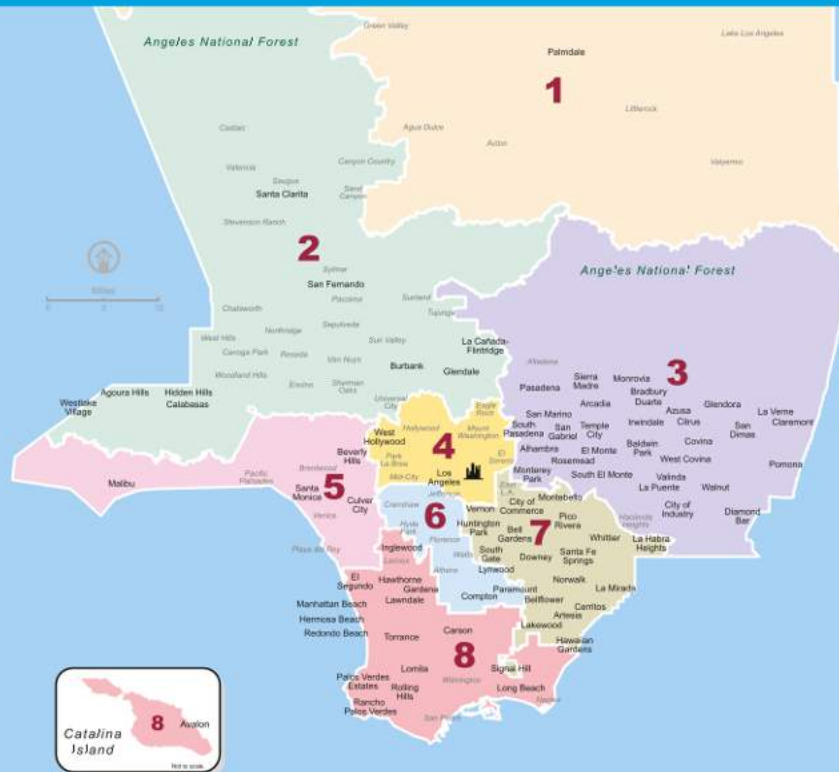 Green Valley
Lake Los Angeles
Angeles National Forest
Palmdale
1
Littlerock
Castaic
Agua Dulce
Acton
Canyon Country
Valyermo
Valencia
Saugus
Sand
Canyon
Santa Clarita
Stevenson Ranch
2
Miles
Sylmar
Angeles National Forest
San Fernando
Pacoima
Sunland
Tujunga
Chatsworth
Northridge
Sepulveda
West Hills
Sun Valley
La Cañada-
Flintridge
Canoga Park
Reseda
Van Nuys
Burbank
Glendale
Woodland Hills
Encino
Sherman
Oaks
Altadena
Pasadena
Sierra
Madre
Monrovia
3
Bradbury
Duarte
Agoura Hills
Hidden Hills
Calabasas
Westlake
Village
Universal
City
Eagle
Rock
Arcadia
Azusa
Glendora
San Marino
Citrus
La Verne
Claremont
West
Hollywood
Hollywood
Mount
Washington
South
Pasadena
San
Gabriel
Temple
City
Irwindale
San
Dimas
4
Alhambra
El Monte
Baldwin
Park
Covina
Beverly
Hills
Park
La Brea
El
Sereno
Rosemead
West Covina
Pomona
Brentwood
Mid-City
Los
Angeles
Monterey
Park
South El Monte
Valinda
La Puente
Walnut
Pacific
Palisades
Malibu
5
Santa
Monica
Culver
City
Jefferson
East
L.A.
Montebello
City of
Commerce
City of
Industry
Diamond
Bar
Crenshaw
6
Vernon
Pico
Rivera
Hacienda
Heights
Venice
Hyde
Park
Huntington
Park
Bell
Gardens
7
Whittier
La Habra
Heights
Florence
Playa del Rey
Inglewood
Watts
South
Gate
Downey
Santa Fe
Springs
Lennox
Athens
Lynwood
El
Segundo
Hawthorne
Gardena
Norwalk
La Mirada
Paramount
Manhattan Beach
Lawndale
Compton
Bellflower
Cerritos
Hermosa Beach
Artesia
Redondo Beach
Torrance
Carson
Lakewood
Hawaiian
Gardens
8
Lomita
Signal Hill
Palos Verdes
Estates
Rolling
Hills
Wilmington
Long Beach
Rancho
Palos Verdes
Naples
San Pedro
8
Avalon
Catalina
Island
Not to scale